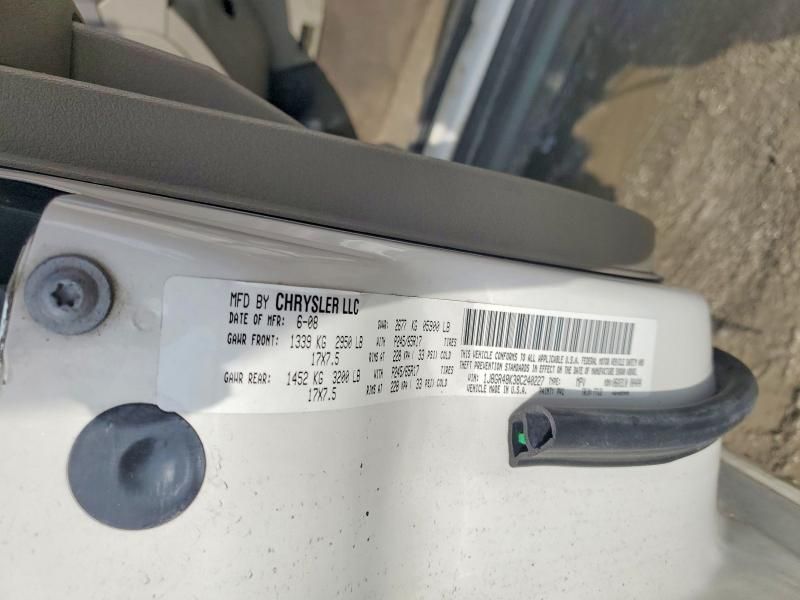 MFD BY CHRYSLER LLC
DATE OF MFR: 6-08
GVWR: 2677 KG 05900 LB
GAWR FRONT: 1339 KG 2950 LB
WITH P245/65R17 TIRES
17X7.5
RIMS AT 228 KPA/ 33 PSI/ COLD
GAWR REAR: 1452 KG 3200 LB
WITH P245/65R17 TIRES
17X7.5
RIMS AT 228 KPA/ 33 PSI/ COLD
THIS VEHICLE CONFORMS TO ALL APPLICABLE U.S.A. FEDERAL MOTOR VEHICLE SAFETY AND
THEFT PREVENTION STANDARDS IN EFFECT ON THE DATE OF MANUFACTURE SHOWN ABOVE.
VIN: 1J8GR48K38C240227 TYPE: MPV
VEHICLE MADE IN U.S.A. PAINT: